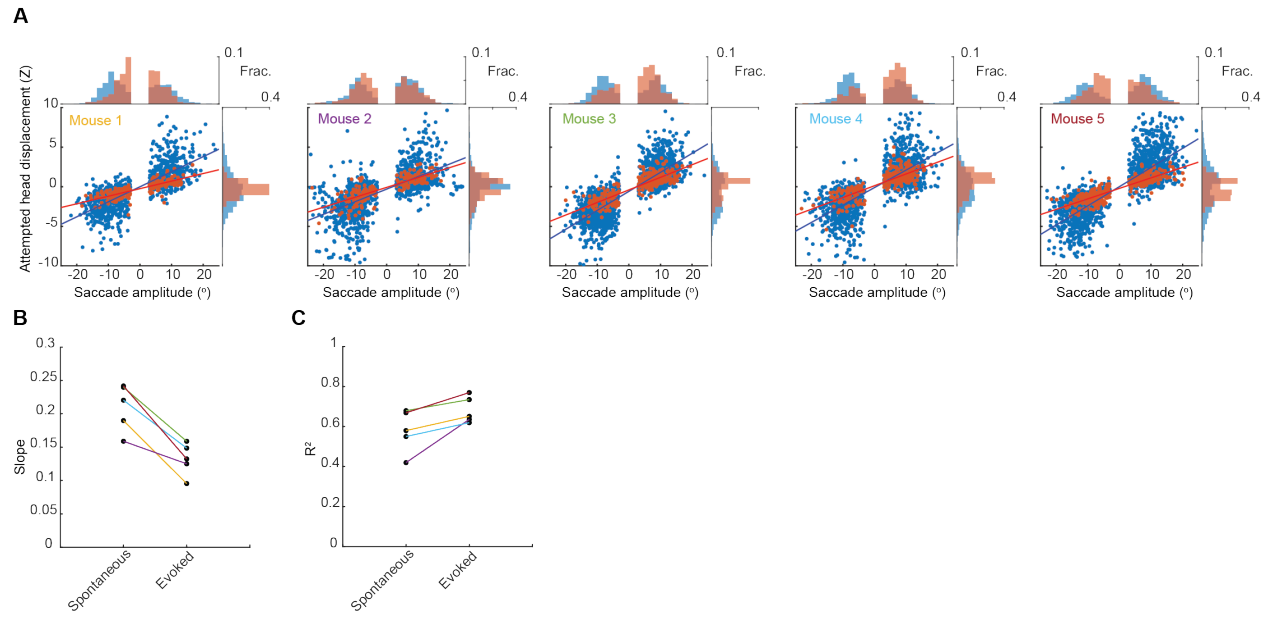 A
0.1
Frac.
0.4
0.1
Frac.
0.4
0.1
Frac.
0.4
0.1
Frac.
0.4
0.1
Frac.
0.4
Attempted head displacement (Z)
10
5
0
-5
-10
Mouse 1
Mouse 2
Mouse 3
Mouse 4
Mouse 5
-20 -10 0 10 20
-20 -10 0 10 20
-20 -10 0 10 20
-20 -10 0 10 20
-20 -10 0 10 20
Saccade amplitude (º)
Saccade amplitude (º)
Saccade amplitude (º)
Saccade amplitude (º)
Saccade amplitude (º)
B
Slope
0.3
0.25
0.2
0.15
0.1
0.05
0
Spontaneous
Evoked
C
R²
1
0.8
0.6
0.4
0.2
0
Spontaneous
Evoked